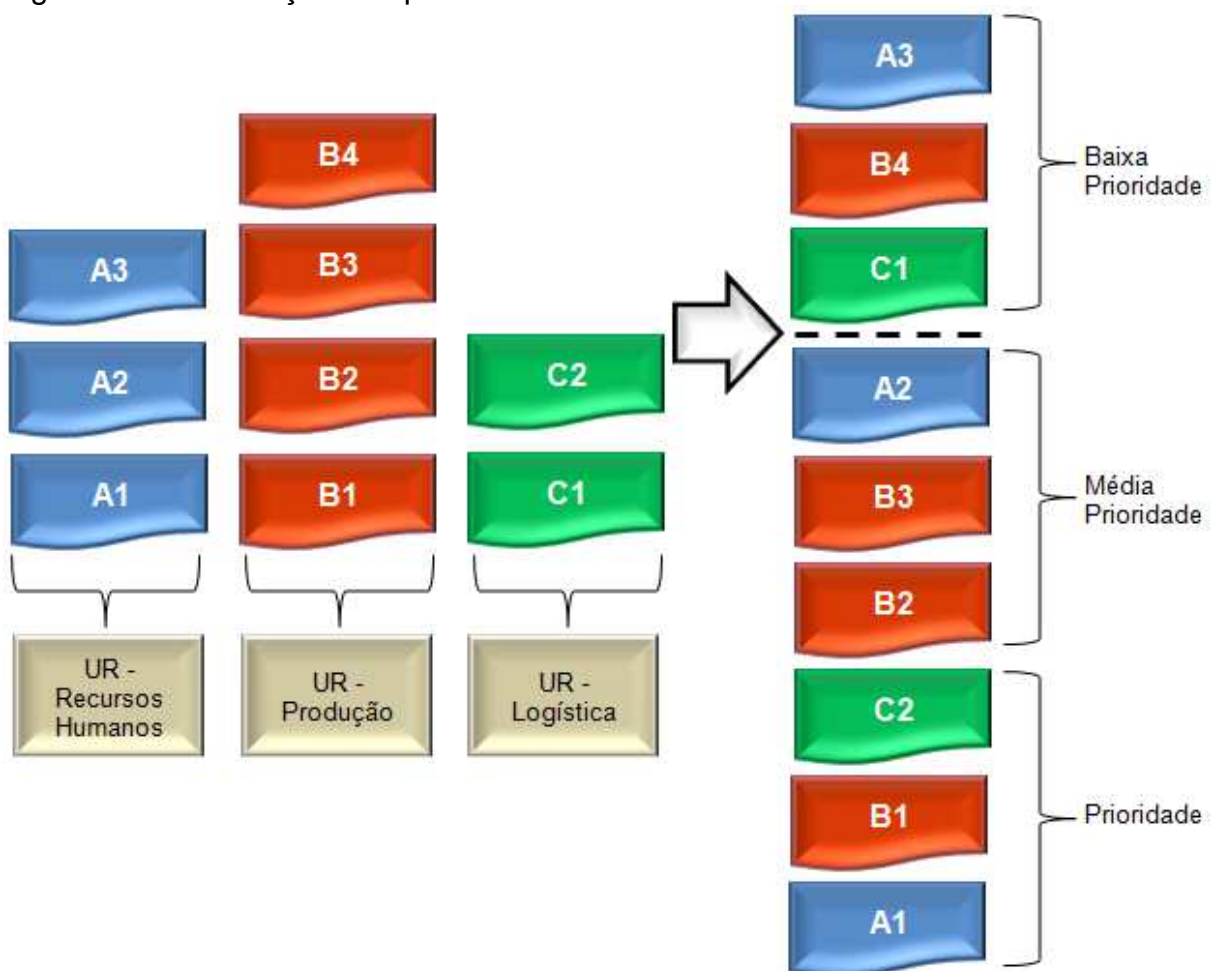 A3
B4
C1
Baixa
Prioridade
B4
A3
B3
A2
B2
C2
A1
B1
C1
A2
B3
B2
Média
Prioridade
UR -
Recursos
Humanos
UR -
Produção
UR -
Logística
C2
B1
A1
Prioridade